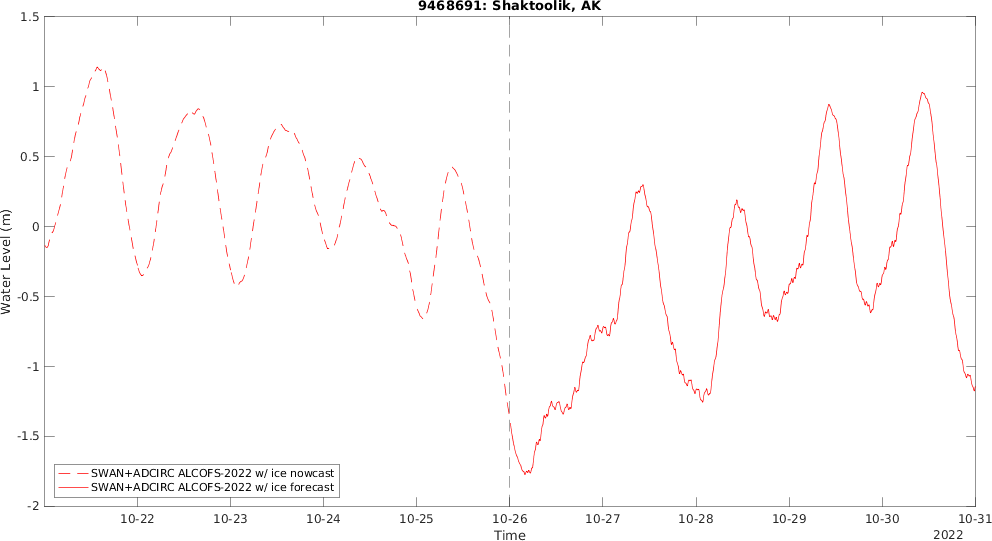 9468691: Shaktoolik, AK
1.5
1
0.5
0
-0.5
-1
-1.5
-2
Water Level (m)
SWAN+ADCIRC ALCOFS-2022 w/ ice nowcast
SWAN+ADCIRC ALCOFS-2022 w/ ice forecast
10-22 10-23 10-24 10-25 10-26 10-27 10-28 10-29 10-30 10-31
Time
2022